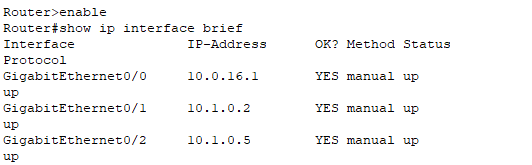 Router>enable
Router#show ip interface brief
Interface IP-Address OK? Method Status
Protocol
GigabitEthernet0/0 10.0.16.1 YES manual up
up
GigabitEthernet0/1 10.1.0.2 YES manual up
up
GigabitEthernet0/2 10.1.0.5 YES manual up
up